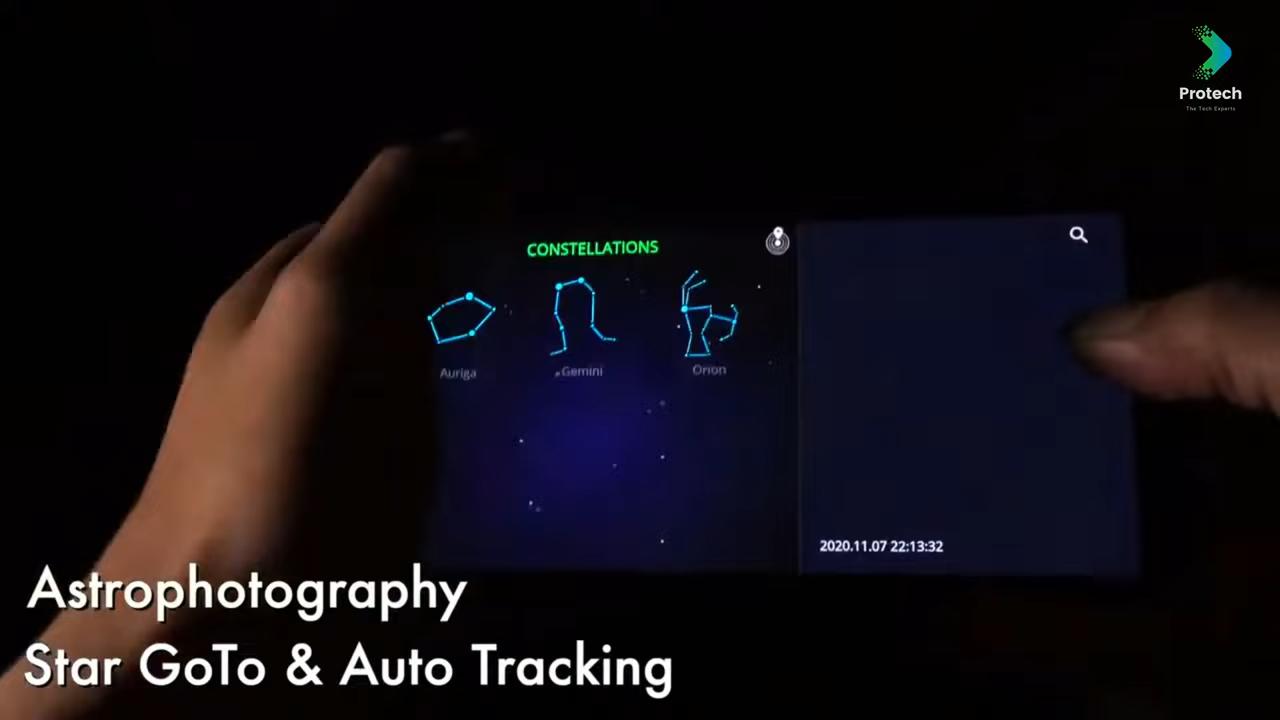 Protech
The Tech Experts
CONSTELLATIONS
Auriga
Gemini
Orion
2020.11.07 22:13:32
Astrophotography
Star GoTo & Auto Tracking